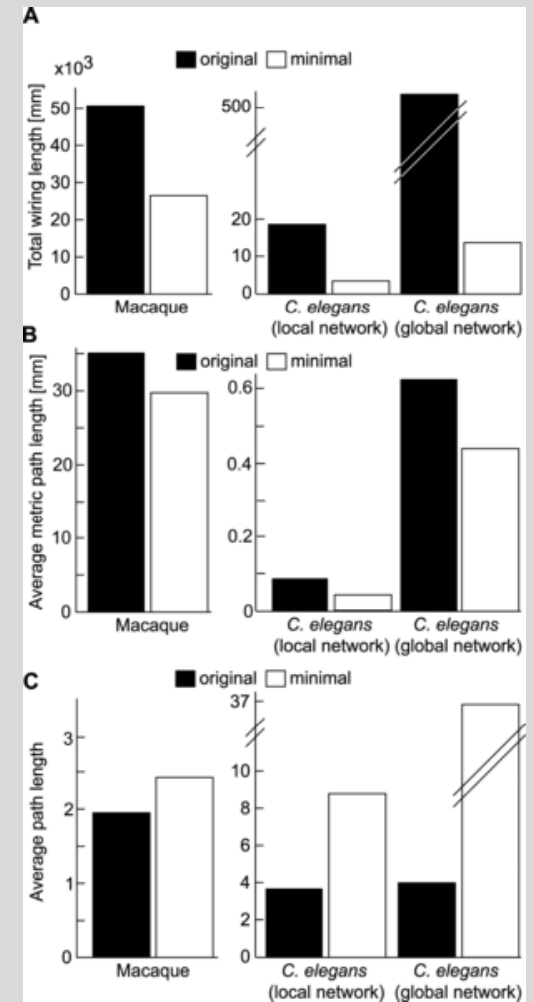 A
original minimal
x10³
Total wiring length [mm]
50
40
30
20
10
0
500
20
10
0
Macaque
C. elegans
(local network)
C. elegans
(global network)
B
original minimal
Average metric path length [mm]
30
20
10
0
0.6
0.4
0.2
0
Macaque
C. elegans
(local network)
C. elegans
(global network)
C
original minimal
Average path length
3
2
1
0
37
10
8
6
4
2
0
Macaque
C. elegans
(local network)
C. elegans
(global network)